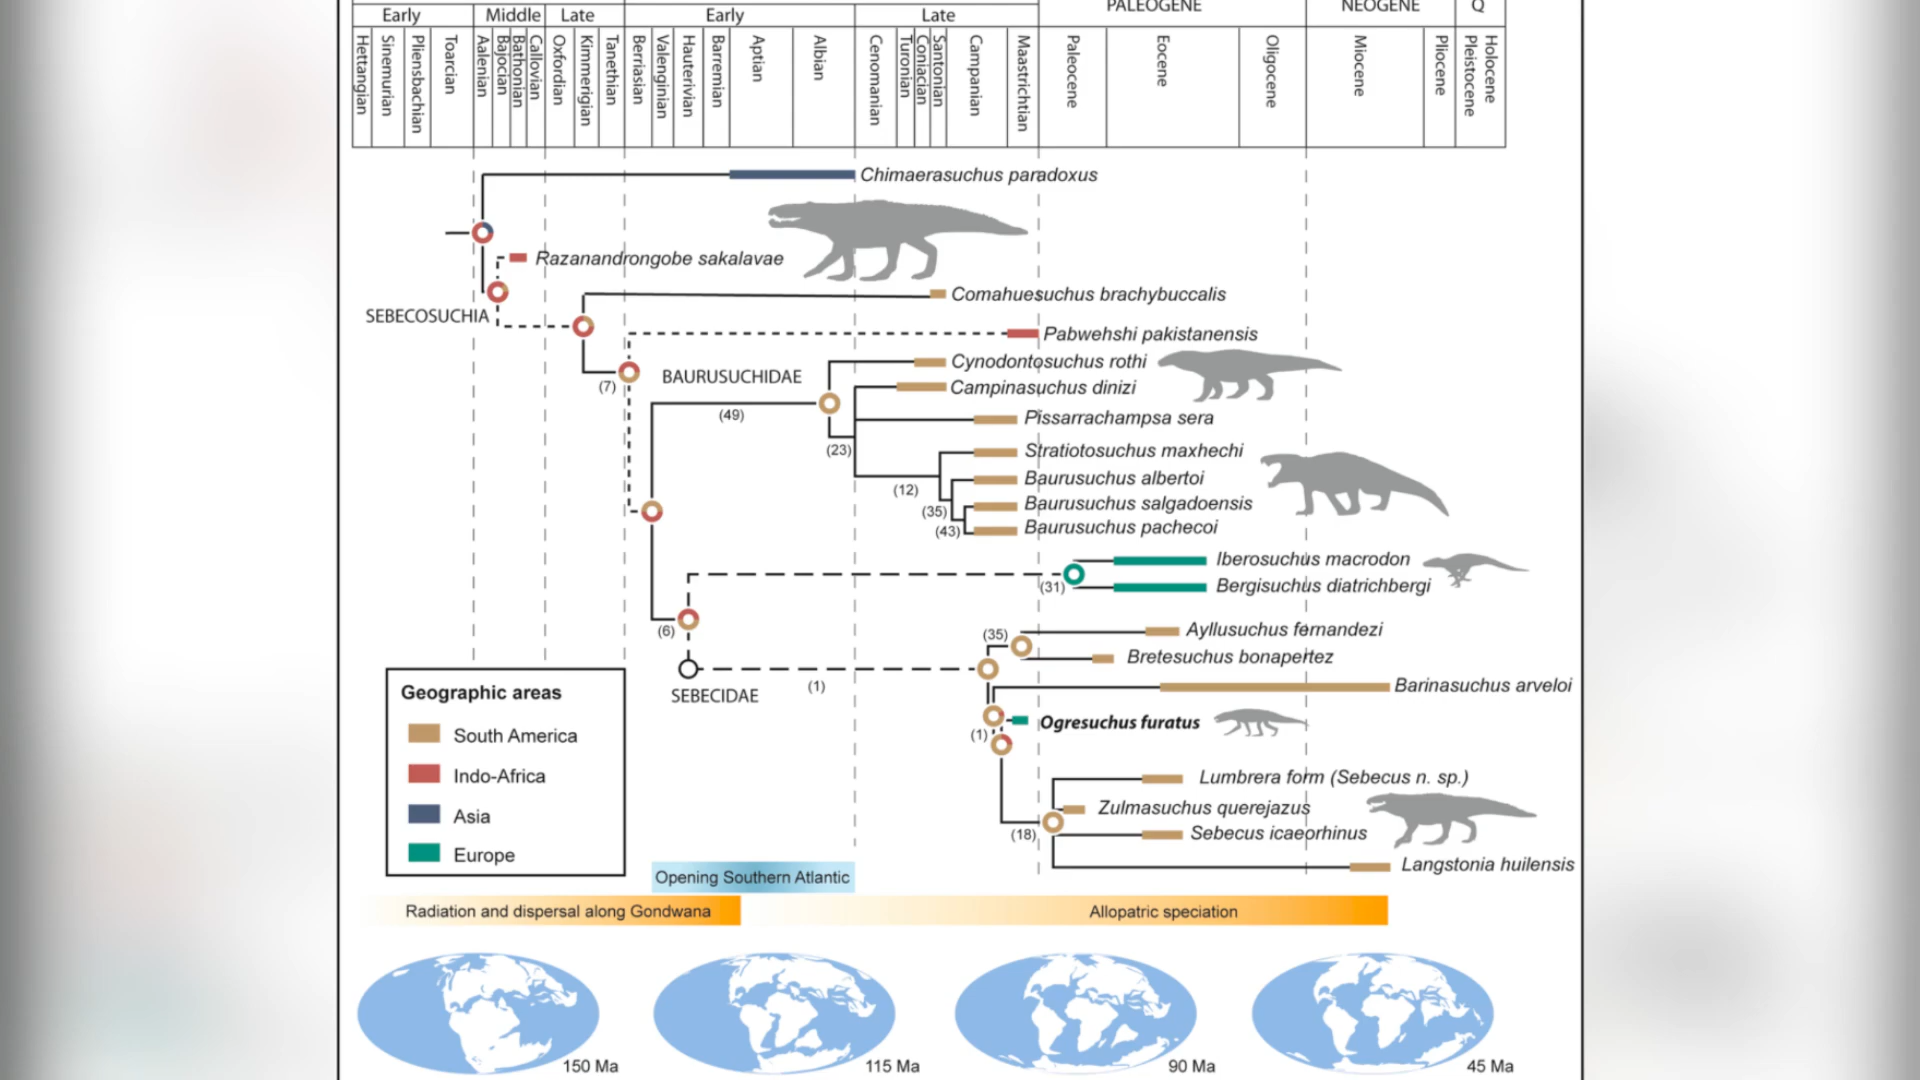 PALEOGENE NEOGENE Q
Early Middle Late Early Late
Hettangian
Sinemurian
Pliensbachian
Toarcian
Aalenian
Bajocian
Bathonian
Callovian
Oxfordian
Kimmerigian
Tanethian
Berriasian
Valenginian
Hauterivian
Barremian
Aptian
Albian
Cenomanian
Turonian
Coniacian
Santonian
Campanian
Maastrichtian
Paleocene
Eocene
Oligocene
Miocene
Pliocene
Pleistocene
Holocene
Chimaerasuchus paradoxus
Razanandrongobe sakalavae
Comahuesuchus brachybuccalis
SEBECOSUCHIA
Pabwehshi pakistanensis
Cynodontosuchus rothi
(7)
BAURUSUCHIDAE
Campinasuchus dinizi
(49)
Pissarrachampsa sera
(23)
Stratiotosuchus maxhechi
Baurusuchus albertoi
(12)
Baurusuchus salgadoensis
(35)
Baurusuchus pachecoi
(43)
Iberosuchus macrodon
(31)
Bergisuchus diatrichbergi
(6)
(35)
Ayllusuchus fernandezi
Bretesuchus bonapertez
SEBECIDAE
(1)
Barinasuchus arveloi
Ogresuchus furatus
(1)
Lumbrera form (Sebecus n. sp.)
Zulmasuchus querejazus
(18)
Sebecus icaeorhinus
Langstonia huilensis
Geographic areas
South America
Indo-Africa
Asia
Europe
Opening Southern Atlantic
Radiation and dispersal along Gondwana
Allopatric speciation
150 Ma
115 Ma
90 Ma
45 Ma